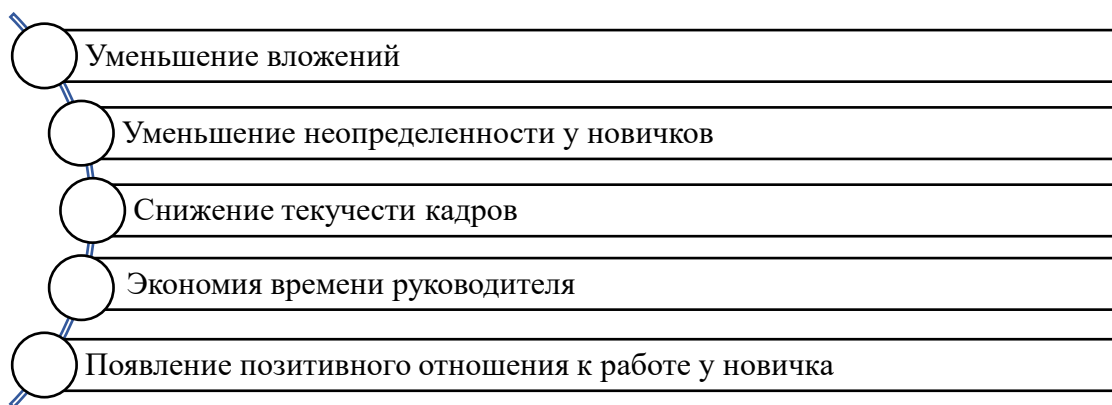 Уменьшение вложений
Уменьшение неопределенности у новичков
Снижение текучести кадров
Экономия времени руководителя
Появление позитивного отношения к работе у новичка